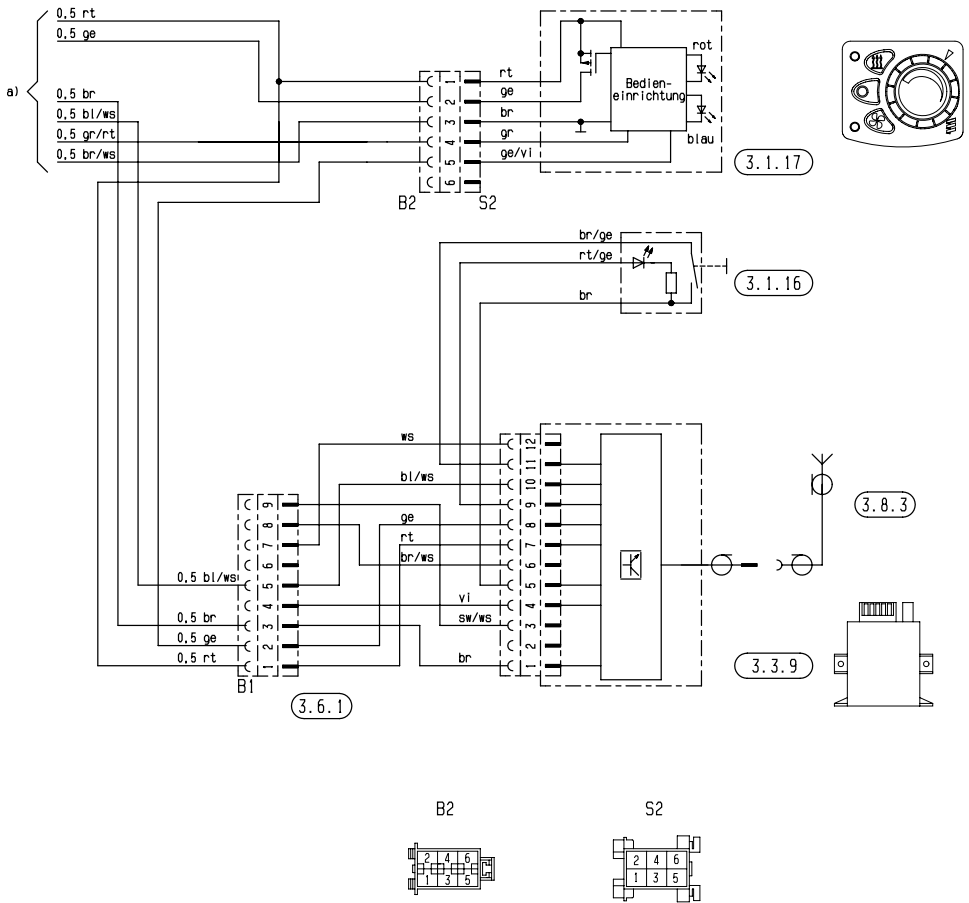 0,5 rt
0,5 ge
a)
0,5 br
0,5 bl/ws
0,5 gr/rt
0,5 br/ws
1
2
3
4
5
6
B2
S2
rt
ge
br
gr
ge/vi
Bedien-
einrichtung
rot
blau
3.1.17
br/ge
rt/ge
br
3.1.16
ws
bl/ws
ge
rt
br/ws
vi
sw/ws
br
12
11
10
9
8
7
6
5
4
3
2
1
3.8.3
3.3.9
9
8
7
6
5
4
3
2
1
0,5 bl/ws
0,5 br
0,5 ge
0,5 rt
B1
3.6.1
B2
S2
2 4 6
1 3 5
2 4 6
1 3 5